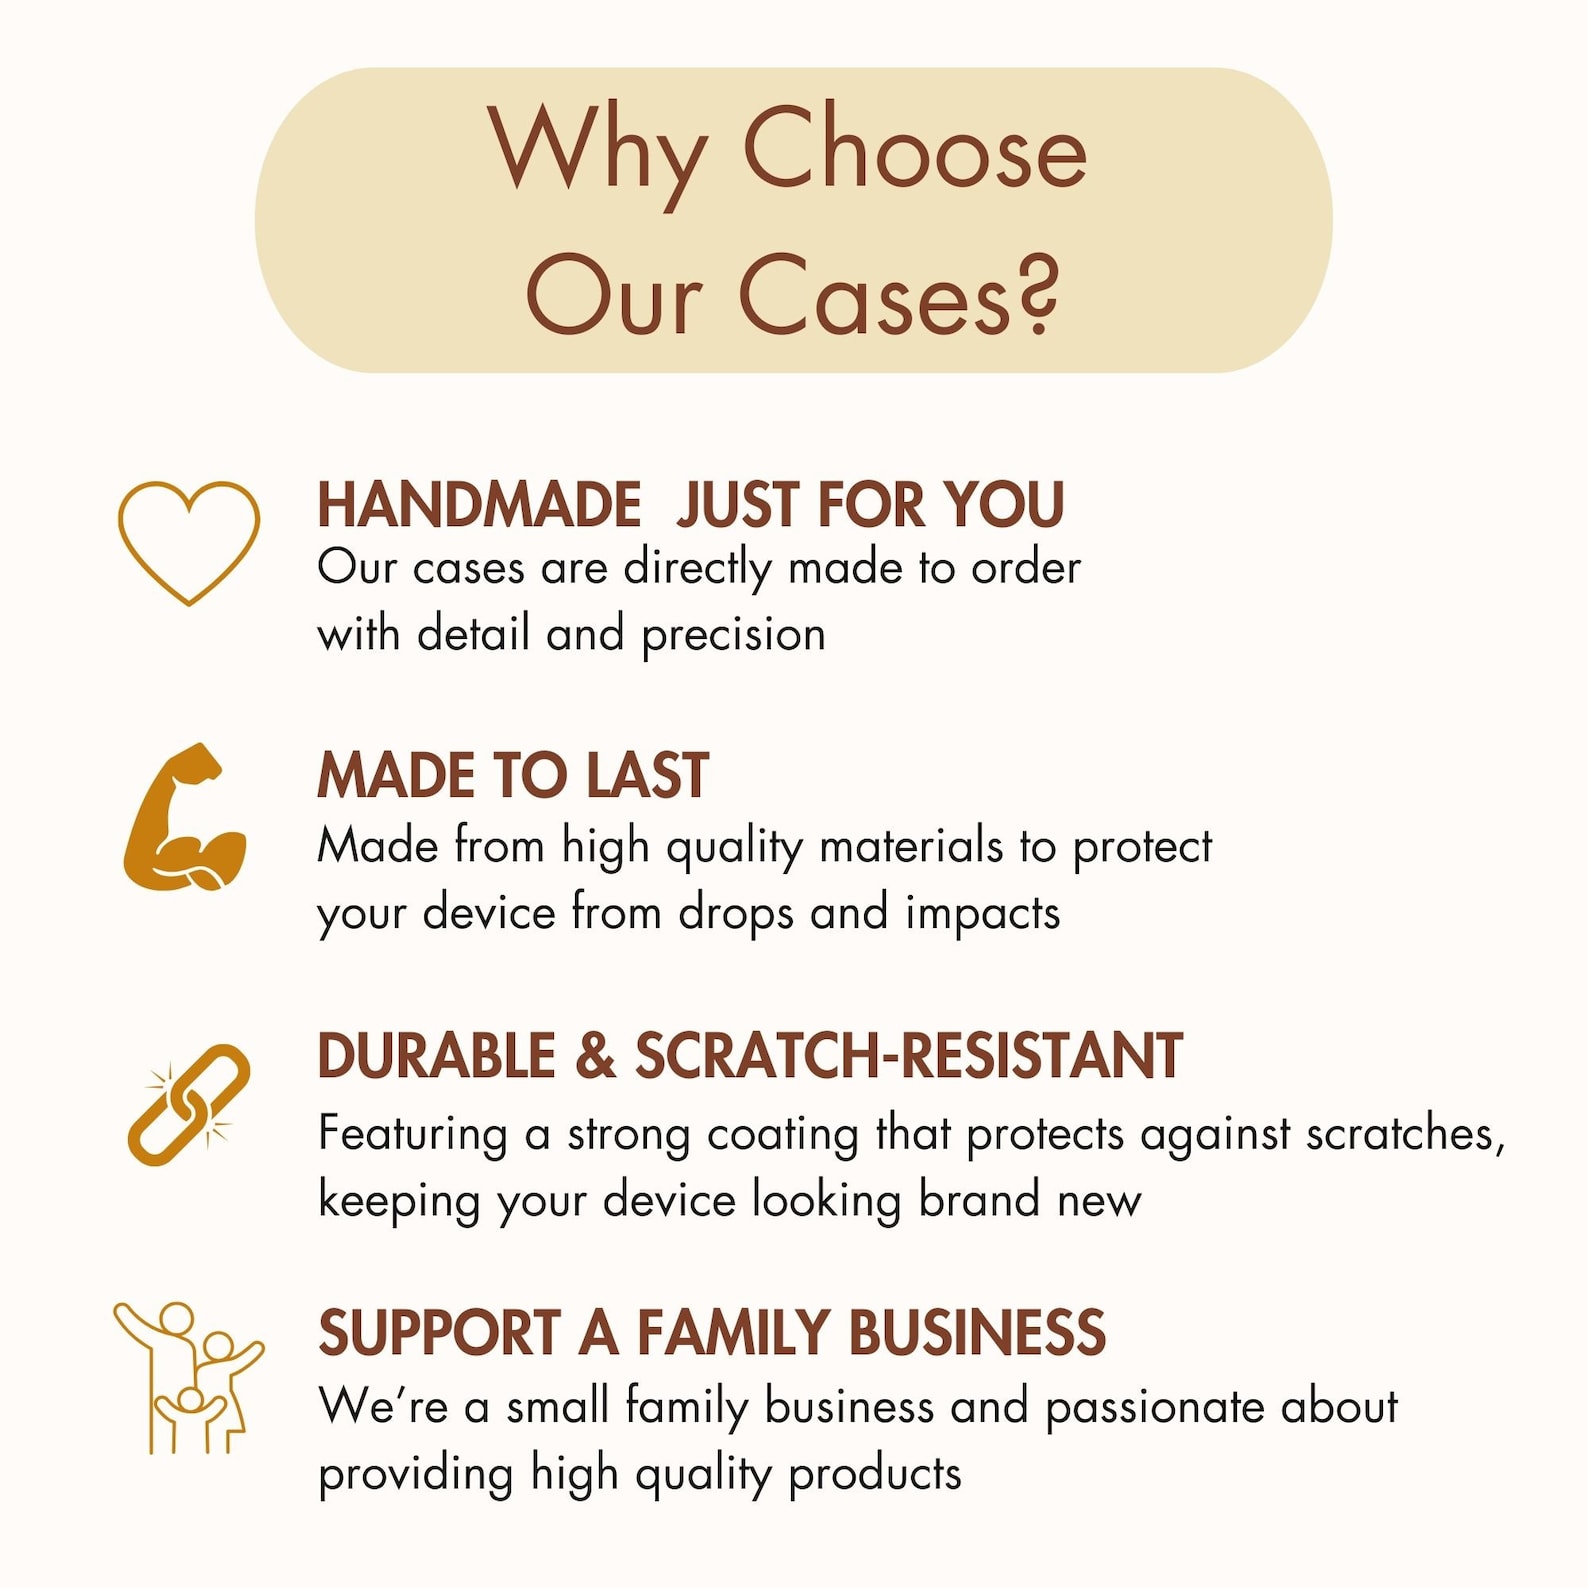 Why Choose
Our Cases?
HANDMADE  JUST FOR YOU
Our cases are directly made to order
with detail and precision
MADE TO LAST
Made from high quality materials to protect
your device from drops and impacts
DURABLE & SCRATCH-RESISTANT
Featuring a strong coating that protects against scratches,
keeping your device looking brand new
SUPPORT A FAMILY BUSINESS
We’re a small family business and passionate about
providing high quality products